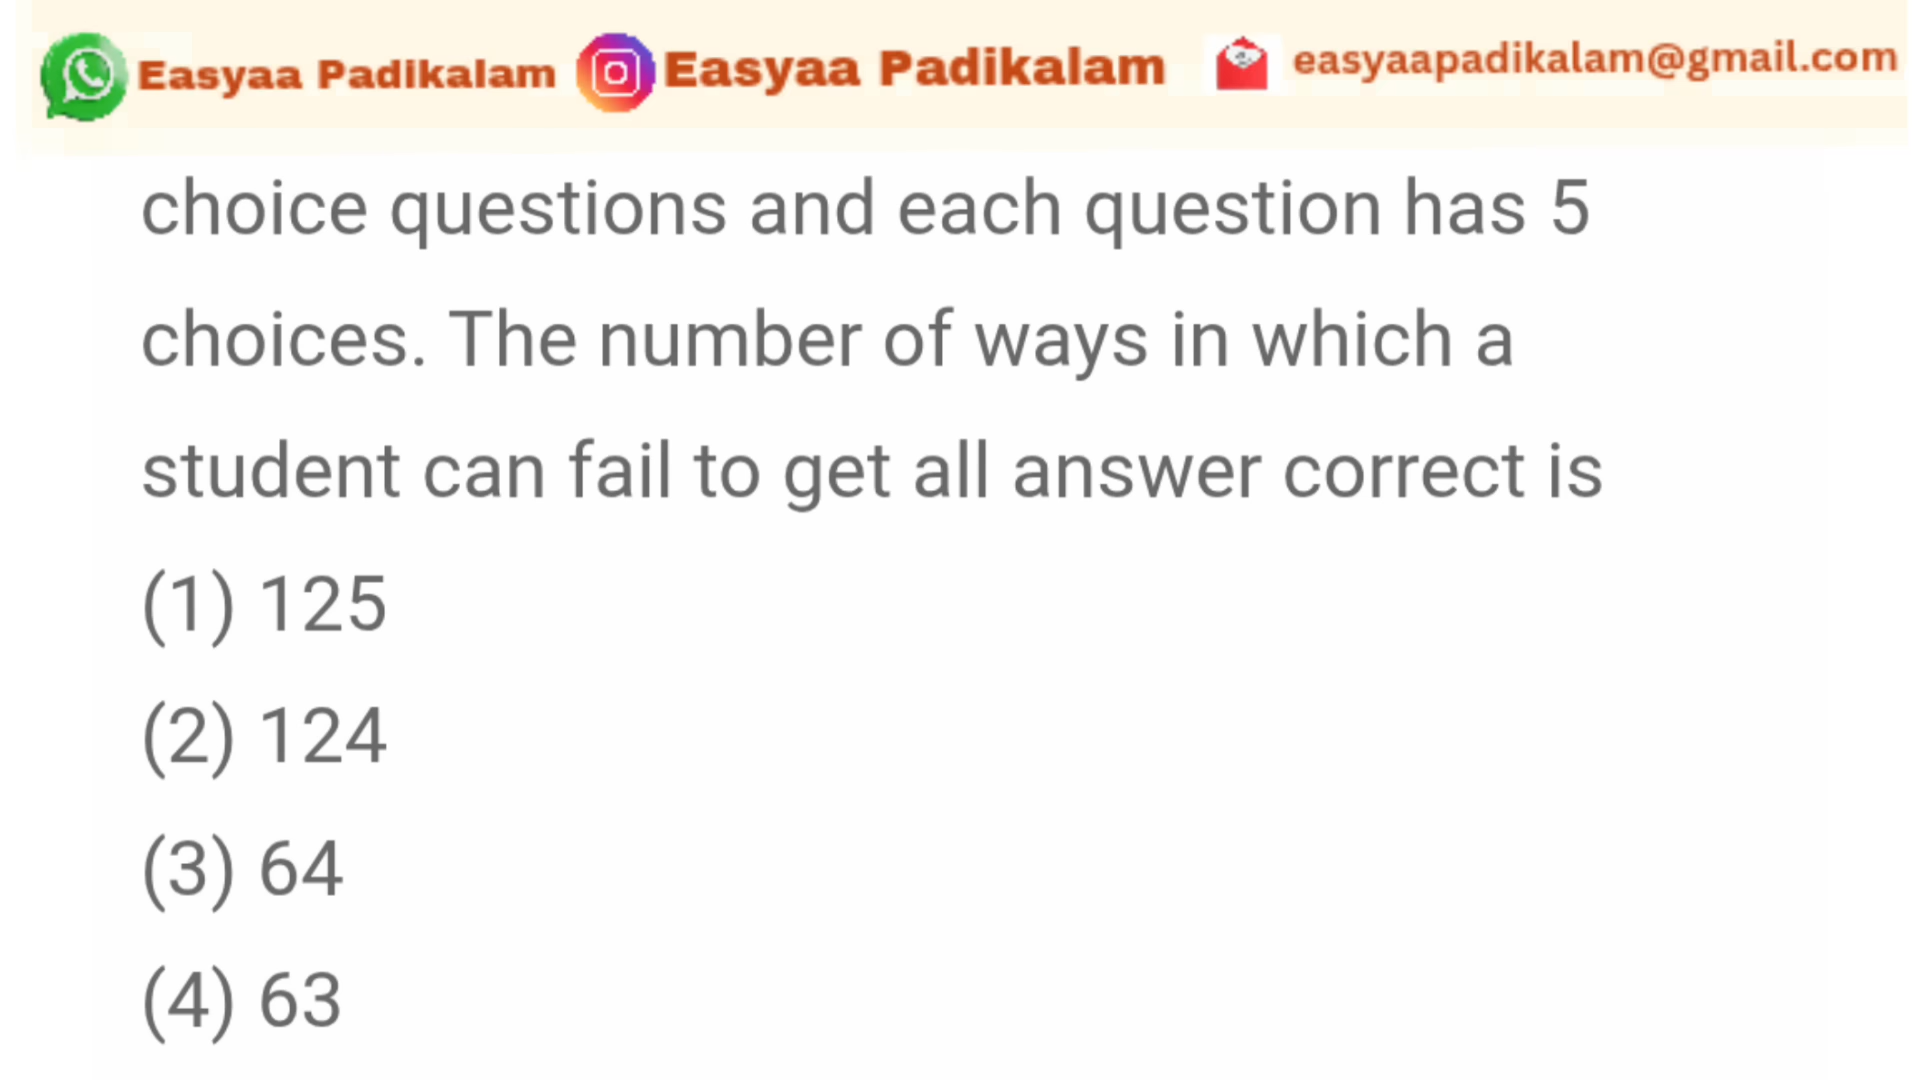 Easyaa Padikalam Easyaa Padikalam easyaapadikalam@gmail.com
choice questions and each question has 5
choices. The number of ways in which a
student can fail to get all answer correct is
(1) 125
(2) 124
(3) 64
(4) 63